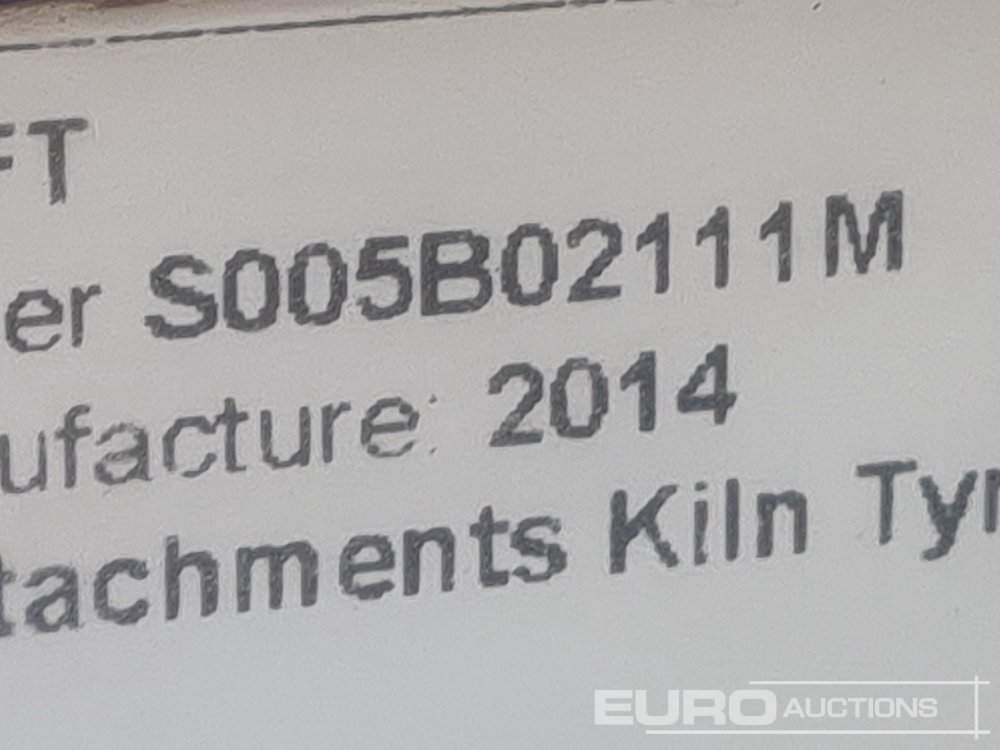 FT
er S005B02111M
ufacture: 2014
tachments Kiln Tyr
EURO AUCTIONS